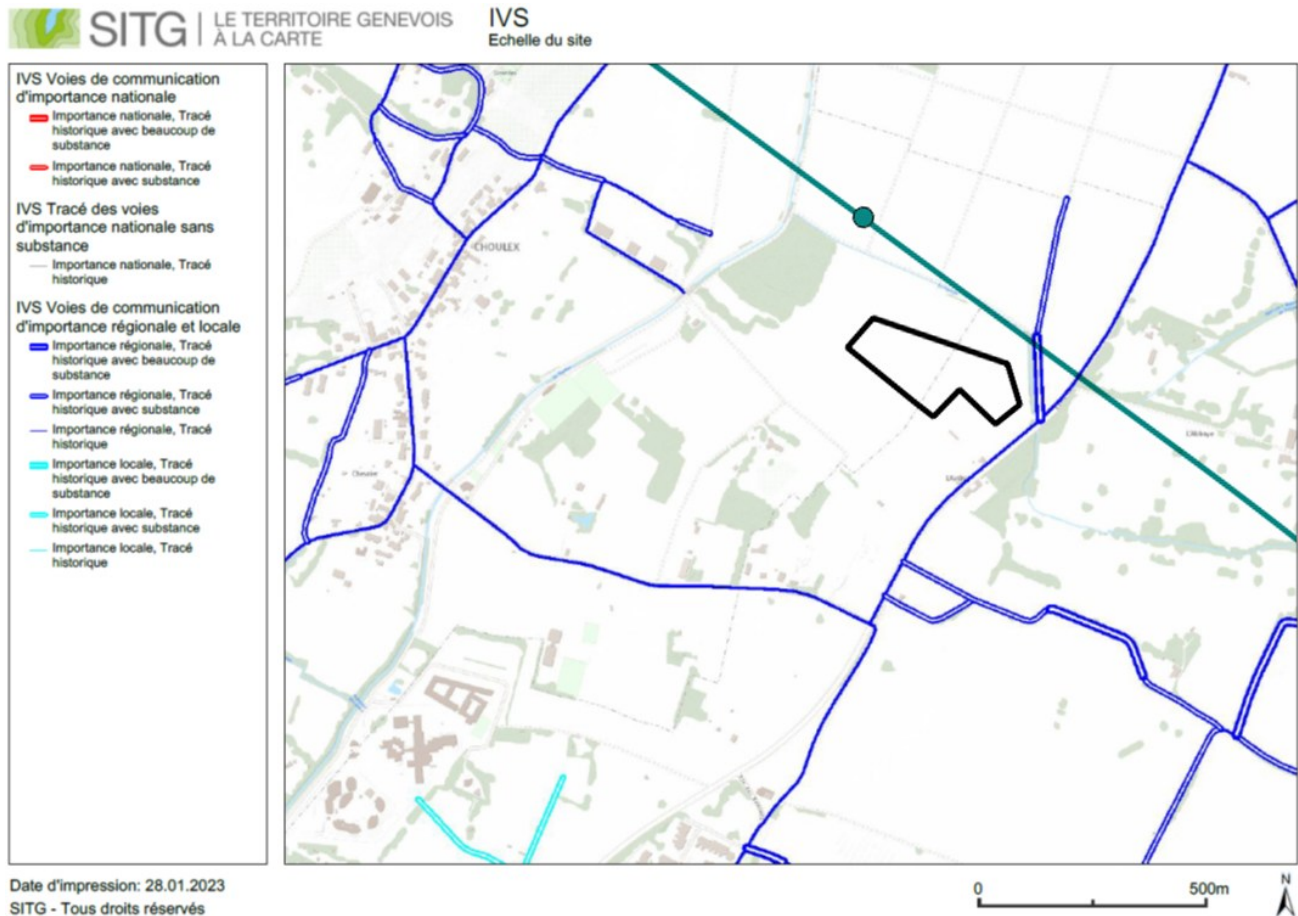 SITG
LE TERRITOIRE GENEVOIS
À LA CARTE
IVS
Echelle du site
IVS Voies de communication
d'importance nationale
Importance nationale, Tracé
historique avec beaucoup de
substance
Importance nationale, Tracé
historique avec substance
IVS Tracé des voies
d'importance nationale sans
substance
Importance nationale, Tracé
historique
IVS Voies de communication
d'importance régionale et locale
Importance régionale, Tracé
historique avec beaucoup de
substance
Importance régionale, Tracé
historique avec substance
Importance régionale, Tracé
historique
Importance locale, Tracé
historique avec beaucoup de
substance
Importance locale, Tracé
historique avec substance
Importance locale, Tracé
historique
CHOULEX
Date d'impression: 28.01.2023
SITG - Tous droits réservés
0
500m
N